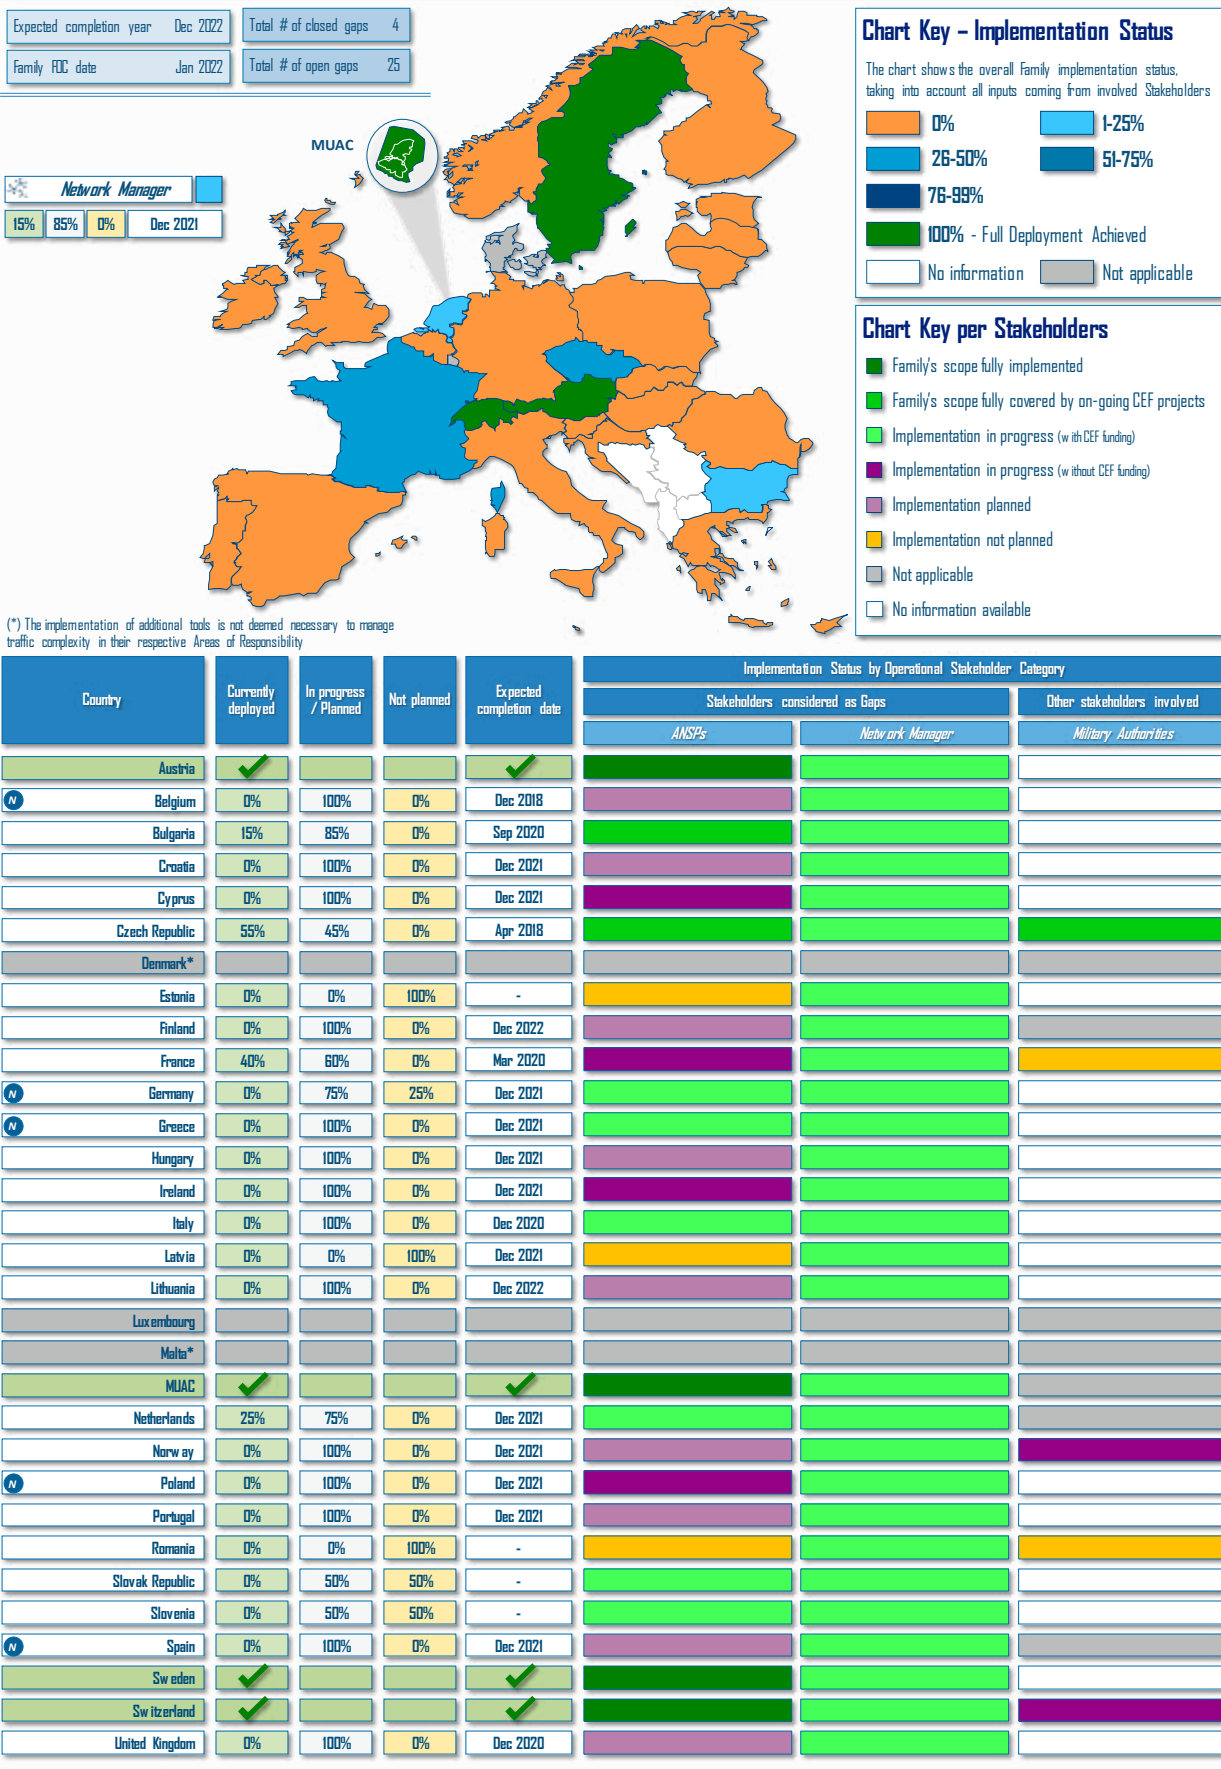 Expected completion year Dec 2022
Total # of closed gaps 4
Family FOC date Jan 2022
Total # of open gaps 25
MUAC
Network Manager
15% 85% 0% Dec 2021
Chart Key – Implementation Status
The chart shows the overall Family implementation status,
taking into account all inputs coming from involved Stakeholders
0% 1-25%
26-50% 51-75%
76-99%
100% - Full Deployment Achieved
No information Not applicable
Chart Key per Stakeholders
Family's scope fully implemented
Family's scope fully covered by on-going CEF projects
Implementation in progress (with CEF funding)
Implementation in progress (without CEF funding)
Implementation planned
Implementation not planned
Not applicable
No information available
(*) The implementation of additional tools is not deemed necessary to manage
traffic complexity in their respective Areas of Responsibility
Country
Currently
deployed
In progress
/ Planned
Not planned
Expected
completion date
Implementation Status by Operational Stakeholder Category
Stakeholders considered as Gaps Other stakeholders involved
ANSPs Network Manager Military Authorities
Austria
N Belgium 0% 100% 0% Dec 2018
Bulgaria 15% 85% 0% Sep 2020
Croatia 0% 100% 0% Dec 2021
Cyprus 0% 100% 0% Dec 2021
Czech Republic 55% 45% 0% Apr 2018
Denmark*
Estonia 0% 0% 100% -
Finland 0% 100% 0% Dec 2022
France 40% 60% 0% Mar 2020
N Germany 0% 75% 25% Dec 2021
N Greece 0% 100% 0% Dec 2021
Hungary 0% 100% 0% Dec 2021
Ireland 0% 100% 0% Dec 2021
Italy 0% 100% 0% Dec 2020
Latvia 0% 0% 100% Dec 2021
Lithuania 0% 100% 0% Dec 2022
Luxembourg
Malta*
MUAC
Netherlands 25% 75% 0% Dec 2021
Norway 0% 100% 0% Dec 2021
N Poland 0% 100% 0% Dec 2021
Portugal 0% 100% 0% Dec 2021
Romania 0% 0% 100% -
Slovak Republic 0% 50% 50% -
Slovenia 0% 50% 50% -
N Spain 0% 100% 0% Dec 2021
Sweden
Switzerland
United Kingdom 0% 100% 0% Dec 2020